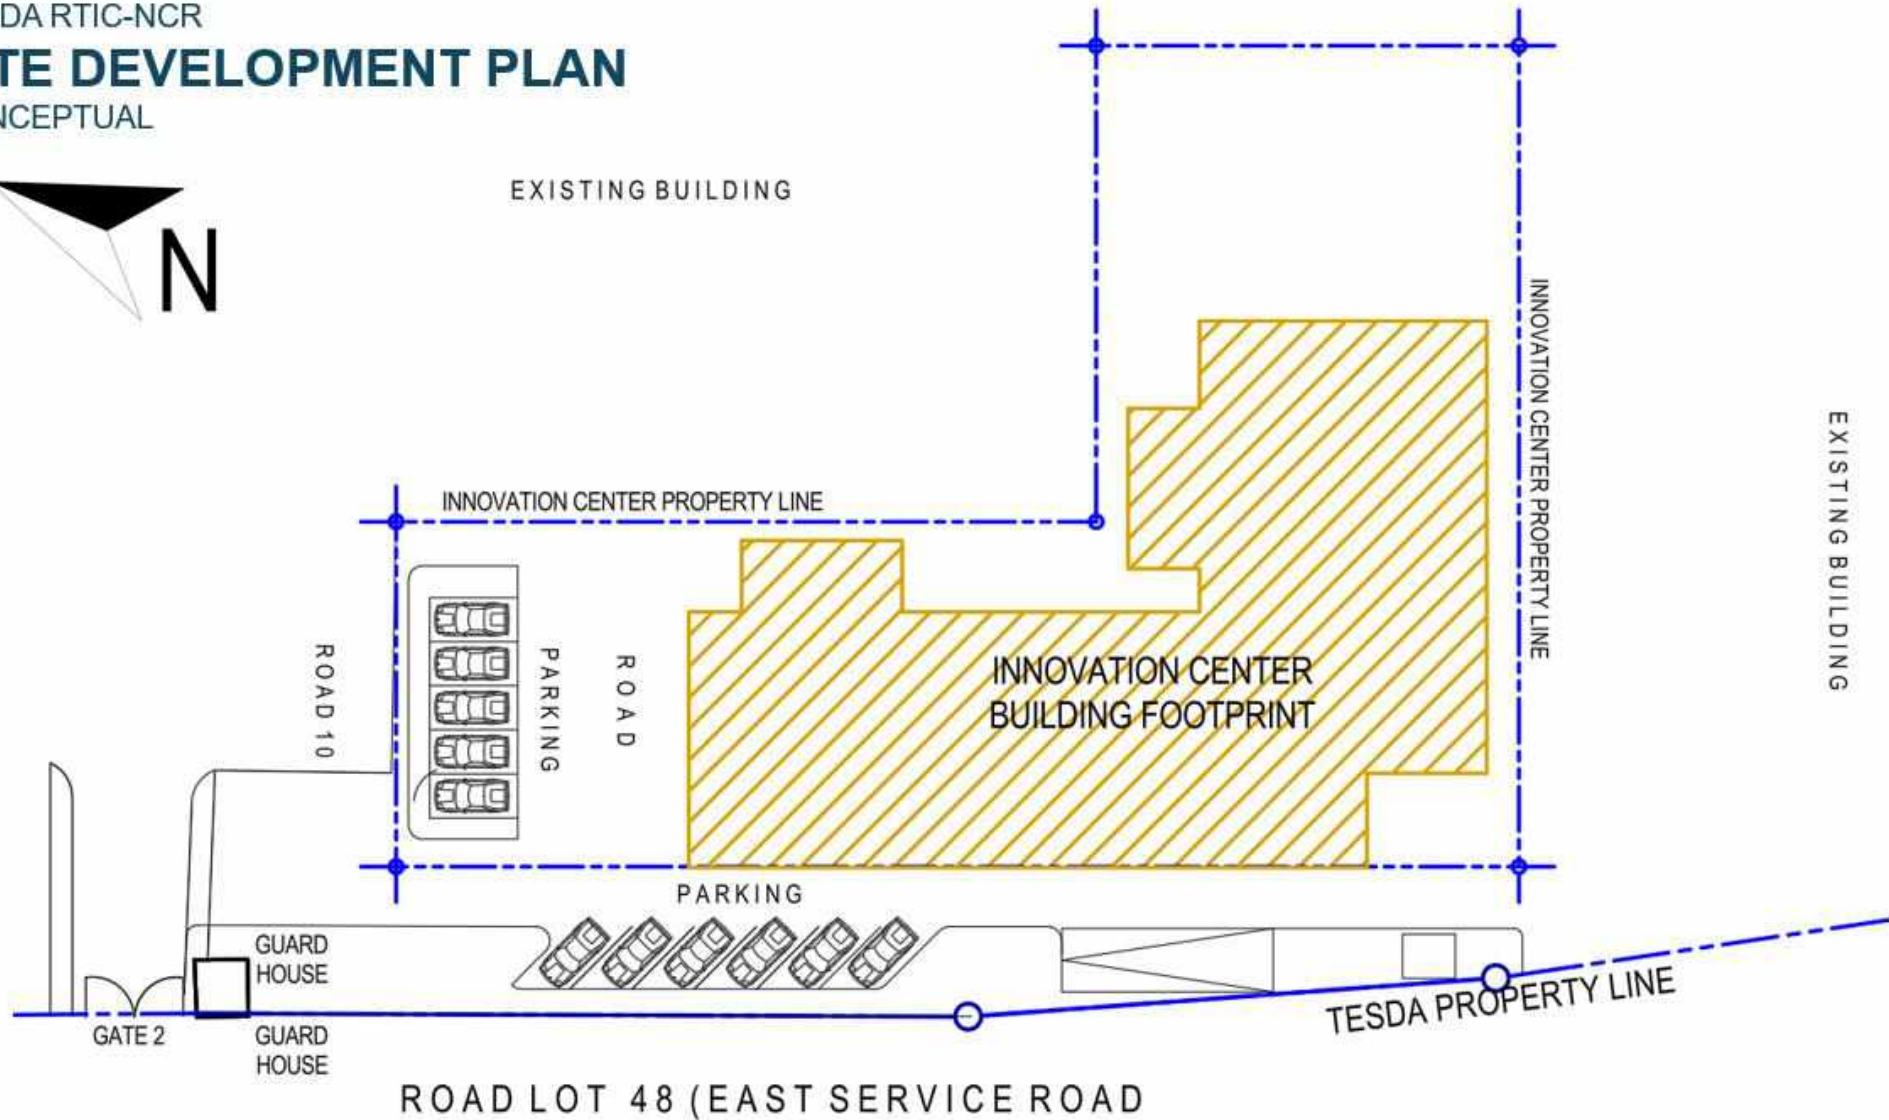 DA RTIC-NCR
TE DEVELOPMENT PLAN
NCEPTUAL
N
EXISTING BUILDING
INNOVATION CENTER PROPERTY LINE
INNOVATION CENTER PROPERTY LINE
EXISTING BUILDING
ROAD 10
PARKING
ROAD
INNOVATION CENTER
BUILDING FOOTPRINT
PARKING
GUARD
HOUSE
GATE 2
GUARD
HOUSE
TESDA PROPERTY LINE
ROAD LOT 48 (EAST SERVICE ROAD